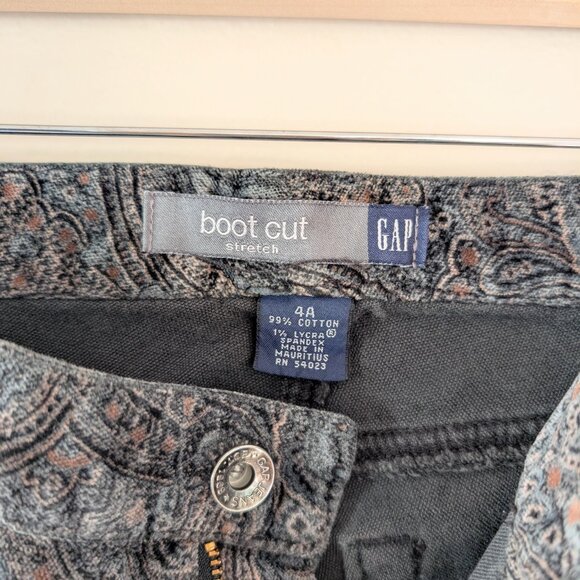 boot cut
stretch
GAP
4A
99% COTTON
1% LYCRA®
SPANDEX
MADE IN
MAURITIUS
RN 54023
GAP JEANS